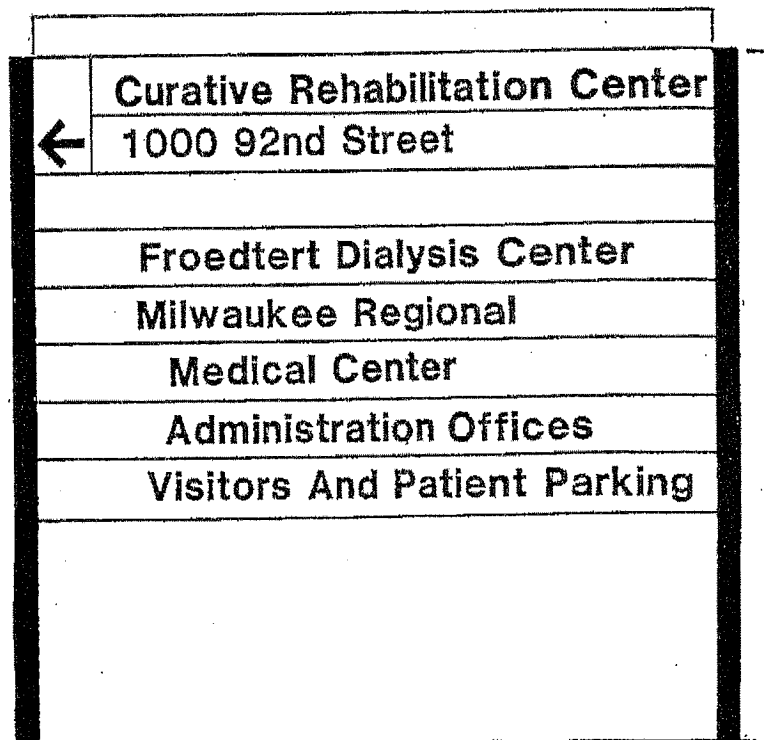 Curative Rehabilitation Center
1000 92nd Street
Froedtert Dialysis Center
Milwaukee Regional
Medical Center
Administration Offices
Visitors And Patient Parking